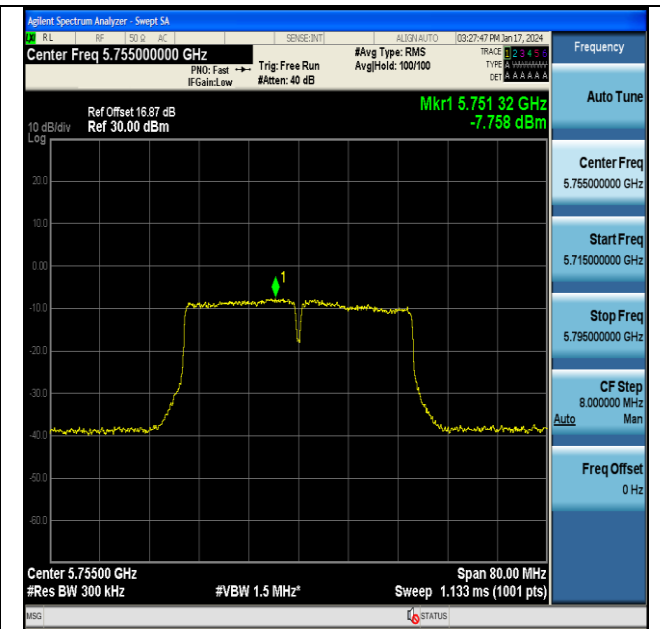 Agilent Spectrum Analyzer - Swept SA
RL RF 50 Ω AC SENSE:INT ALIGN AUTO 03:27:47 PM Jan 17, 2024
Center Freq 5.755000000 GHz
PNO: Fast
IFGain:Low
Trig: Free Run
#Atten: 40 dB
#Avg Type: RMS
Avg|Hold: 100/100
TRACE 1 2 3 4 5 6
TYPE A WWWWW
DET A A A A A A
Ref Offset 16.87 dB
10 dB/div Ref 30.00 dBm
Log
Mkr1 5.751 32 GHz
-7.758 dBm
20.0
10.0
0.00
-10.0
-20.0
-30.0
-40.0
-50.0
-60.0
1
Center 5.75500 GHz Span 80.00 MHz
#Res BW 300 kHz #VBW 1.5 MHz* Sweep 1.133 ms (1001 pts)
MSG STATUS
Frequency
Auto Tune
Center Freq
5.755000000 GHz
Start Freq
5.715000000 GHz
Stop Freq
5.795000000 GHz
CF Step
8.000000 MHz
Auto Man
Freq Offset
0 Hz